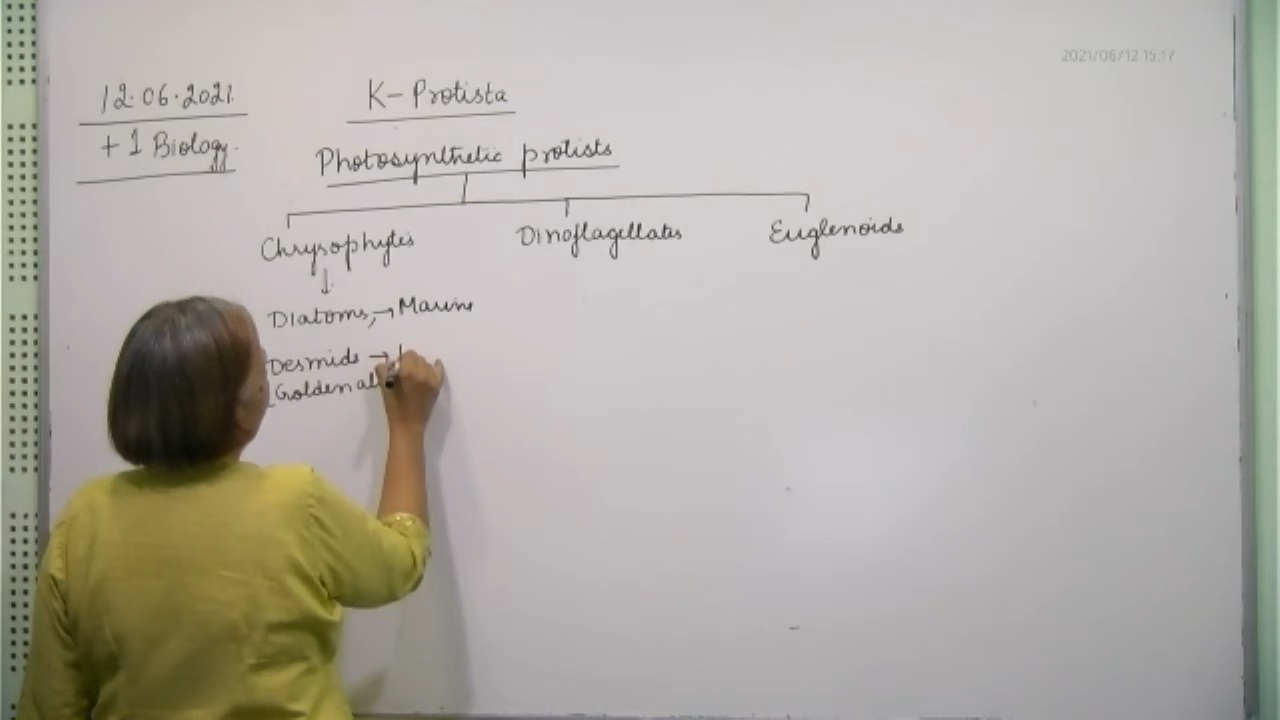 2021/06/12 15:17
12.06.2021.
K-Protista
+1 Biology.
Photosynthetic protists
Chrysophytes Dinoflagellates Euglenoids
↓
Diatoms, → Marine
Desmids →
(Golden al